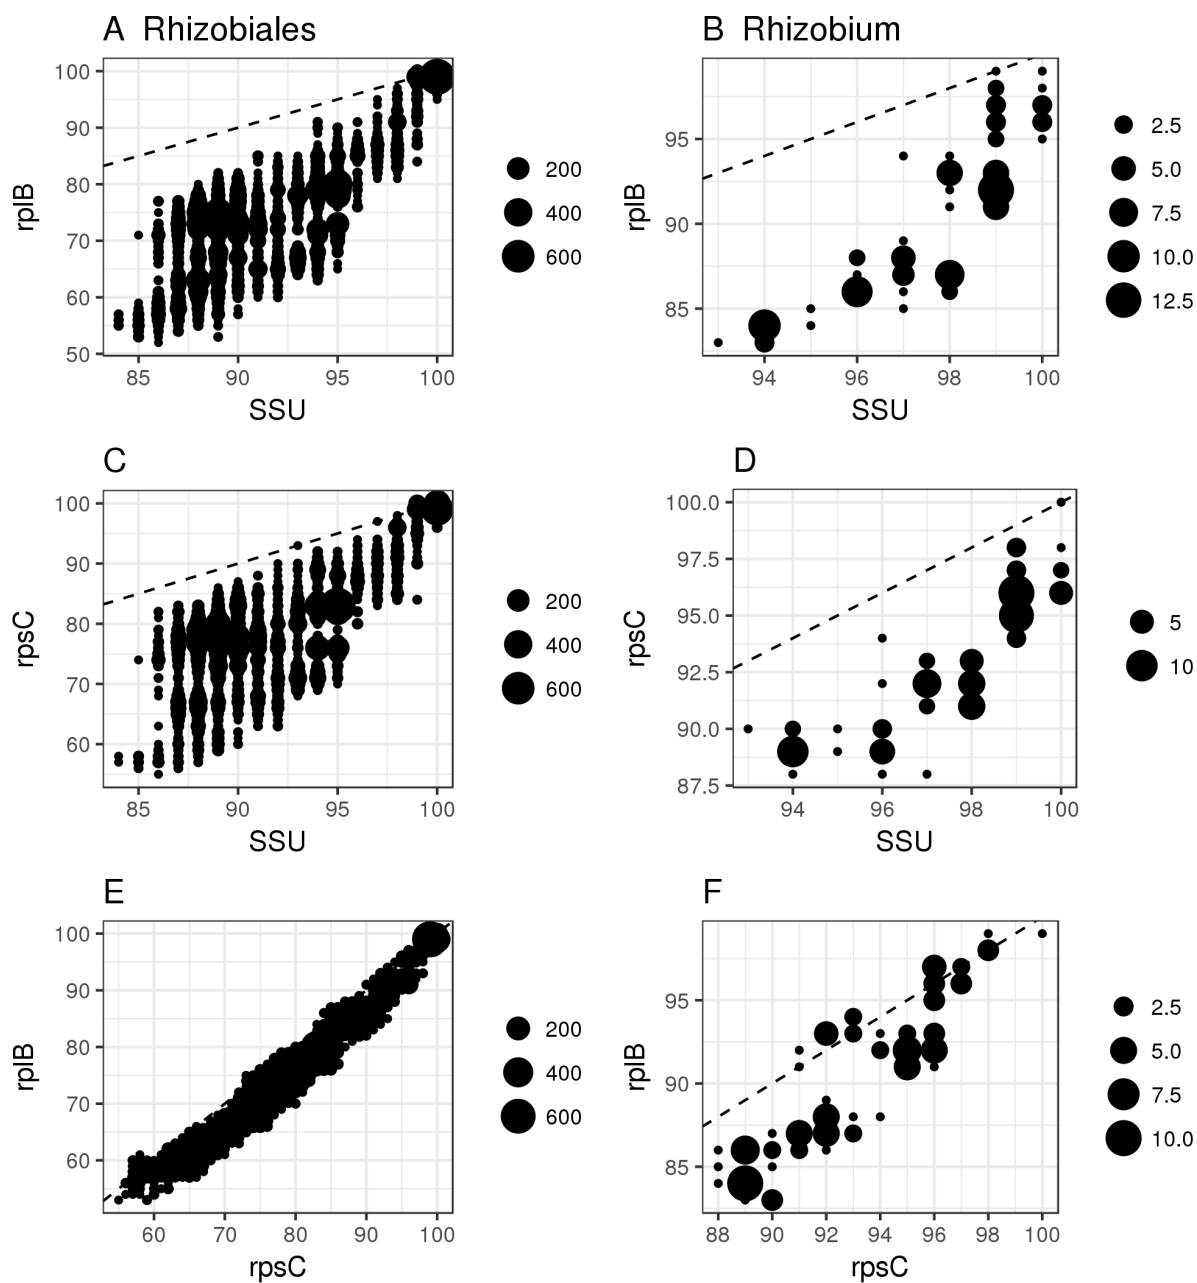 A Rhizobiales
100
90
80
70
60
50
rplB
85 90 95 100
SSU
200
400
600
B Rhizobium
95
90
85
rplB
94 96 98 100
SSU
2.5
5.0
7.5
10.0
12.5
C
100
90
80
70
60
rpsC
85 90 95 100
SSU
200
400
600
D
100.0
97.5
95.0
92.5
90.0
87.5
rpsC
94 96 98 100
SSU
5
10
E
100
90
80
70
60
rplB
60 70 80 90 100
rpsC
200
400
600
F
95
90
85
rplB
88 90 92 94 96 98 100
rpsC
2.5
5.0
7.5
10.0